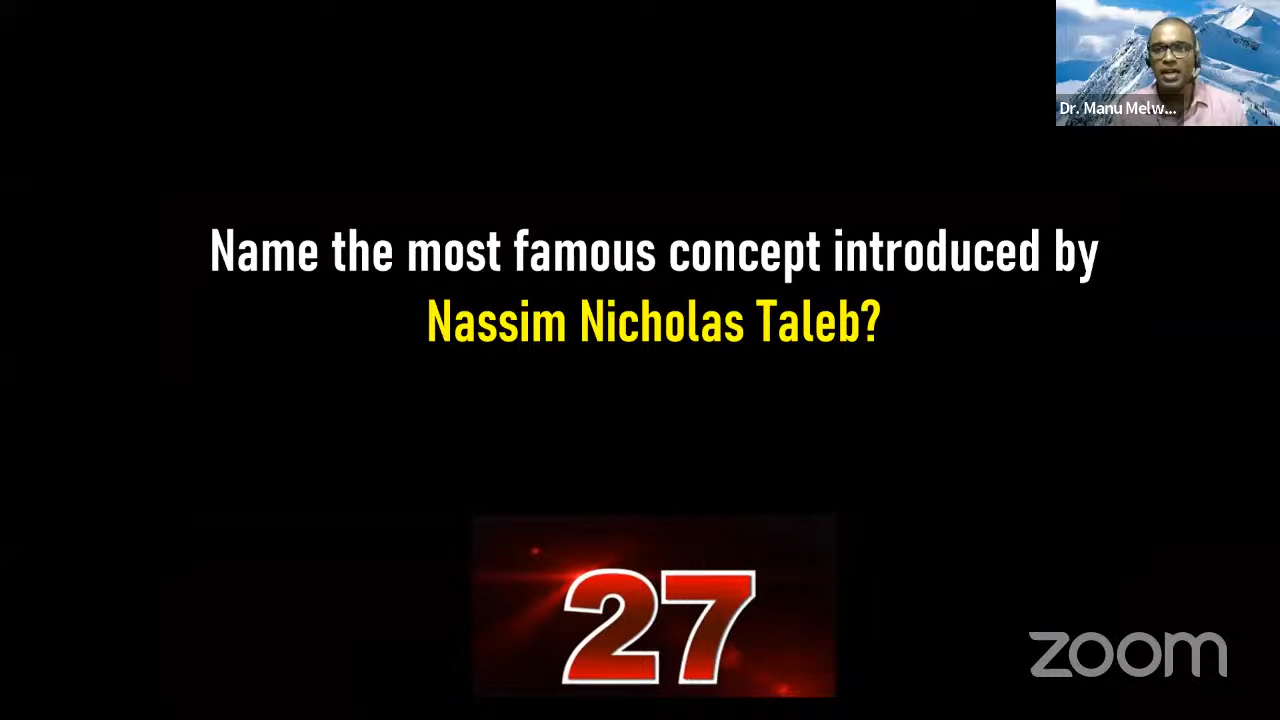 Dr. Manu Melw...
Name the most famous concept introduced by
Nassim Nicholas Taleb?
27
zoom